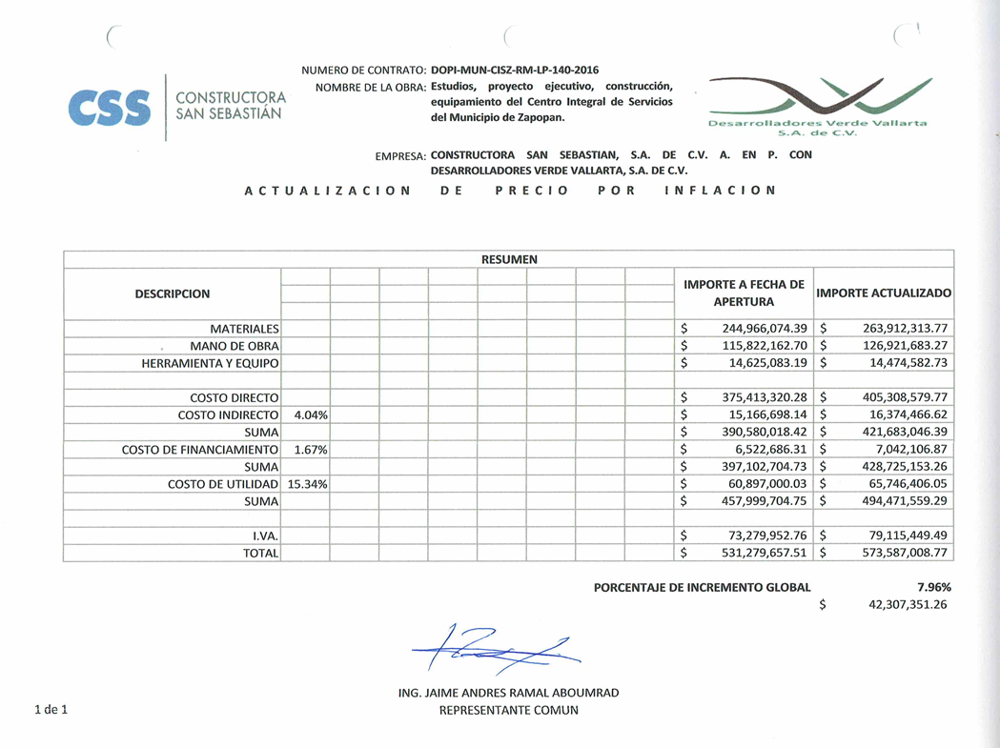 NUMERO DE CONTRATO: DOPI-MUN-CISZ-RM-LP-140-2016
NOMBRE DE LA OBRA: Estudios, proyecto ejecutivo, construcción,
equipamiento del Centro Integral de Servicios
del Municipio de Zapopan.
CSS CONSTRUCTORA
SAN SEBASTIÁN
Desarrolladores Verde Vallarta
S.A. de C.V.
EMPRESA: CONSTRUCTORA SAN SEBASTIAN, S.A. DE C.V. A. EN P. CON
DESARROLLADORES VERDE VALLARTA, S.A. DE C.V.
ACTUALIZACION DE PRECIO POR INFLACION
RESUMEN
DESCRIPCION IMPORTE A FECHA DE APERTURA IMPORTE ACTUALIZADO
MATERIALES $ 244,966,074.39 $ 263,912,313.77
MANO DE OBRA $ 115,822,162.70 $ 126,921,683.27
HERRAMIENTA Y EQUIPO $ 14,625,083.19 $ 14,474,582.73
COSTO DIRECTO $ 375,413,320.28 $ 405,308,579.77
COSTO INDIRECTO 4.04% $ 15,166,698.14 $ 16,374,466.62
SUMA $ 390,580,018.42 $ 421,683,046.39
COSTO DE FINANCIAMIENTO 1.67% $ 6,522,686.31 $ 7,042,106.87
SUMA $ 397,102,704.73 $ 428,725,153.26
COSTO DE UTILIDAD 15.34% $ 60,897,000.03 $ 65,746,406.05
SUMA $ 457,999,704.75 $ 494,471,559.29
I.VA. $ 73,279,952.76 $ 79,115,449.49
TOTAL $ 531,279,657.51 $ 573,587,008.77
PORCENTAJE DE INCREMENTO GLOBAL 7.96%
$ 42,307,351.26
ING. JAIME ANDRES RAMAL ABOUMRAD
REPRESENTANTE COMUN
1 de 1